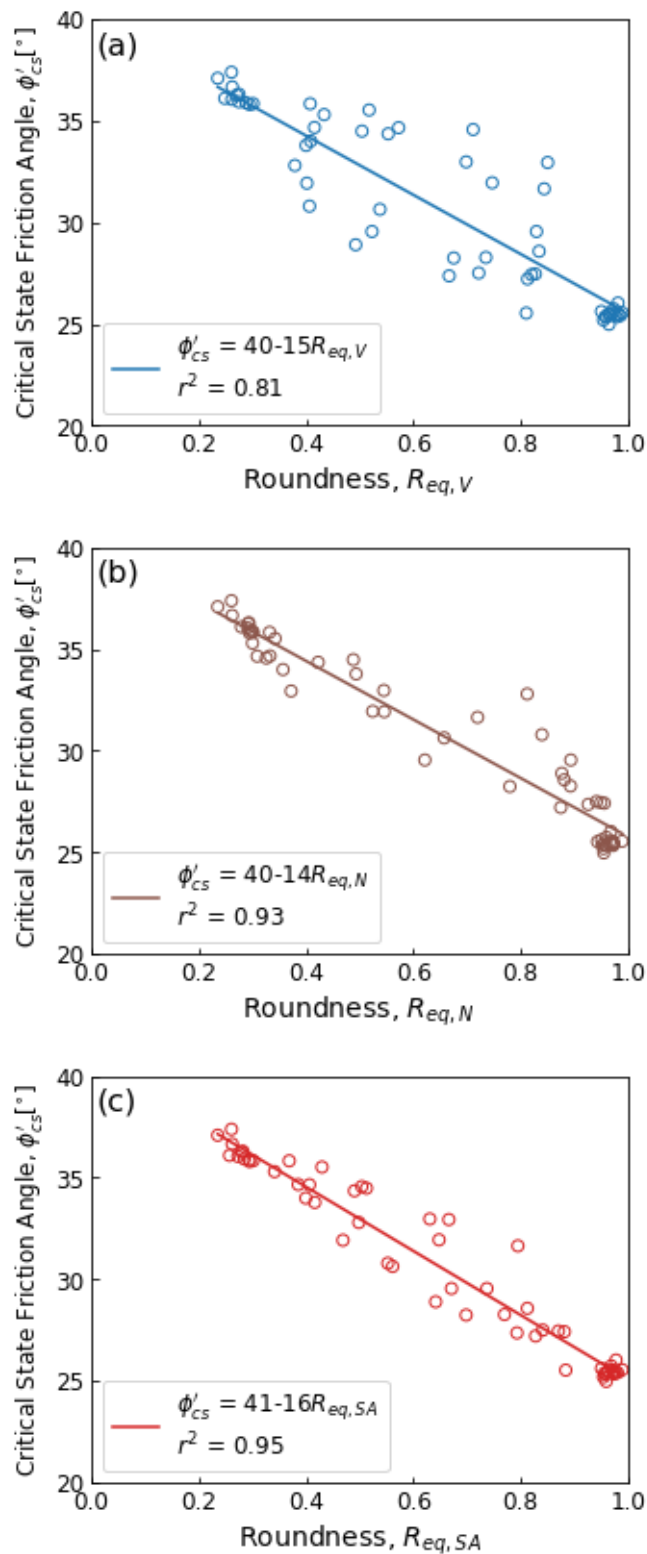 (a)
Critical State Friction Angle, ϕ′cs[°]
40
35
30
25
20
ϕ′cs = 40-15Req,V
r² = 0.81
0.0 0.2 0.4 0.6 0.8 1.0
Roundness, Req,V
(b)
Critical State Friction Angle, ϕ′cs[°]
40
35
30
25
20
ϕ′cs = 40-14Req,N
r² = 0.93
0.0 0.2 0.4 0.6 0.8 1.0
Roundness, Req,N
(c)
Critical State Friction Angle, ϕ′cs[°]
40
35
30
25
20
ϕ′cs = 41-16Req,SA
r² = 0.95
0.0 0.2 0.4 0.6 0.8 1.0
Roundness, Req,SA